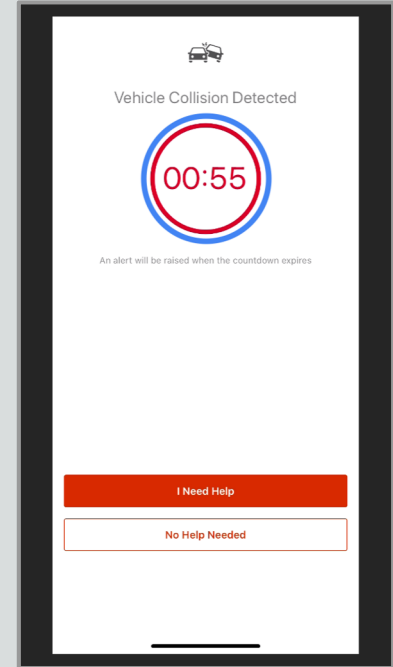 Vehicle Collision Detected
00:55
An alert will be raised when the countdown expires
I Need Help
No Help Needed